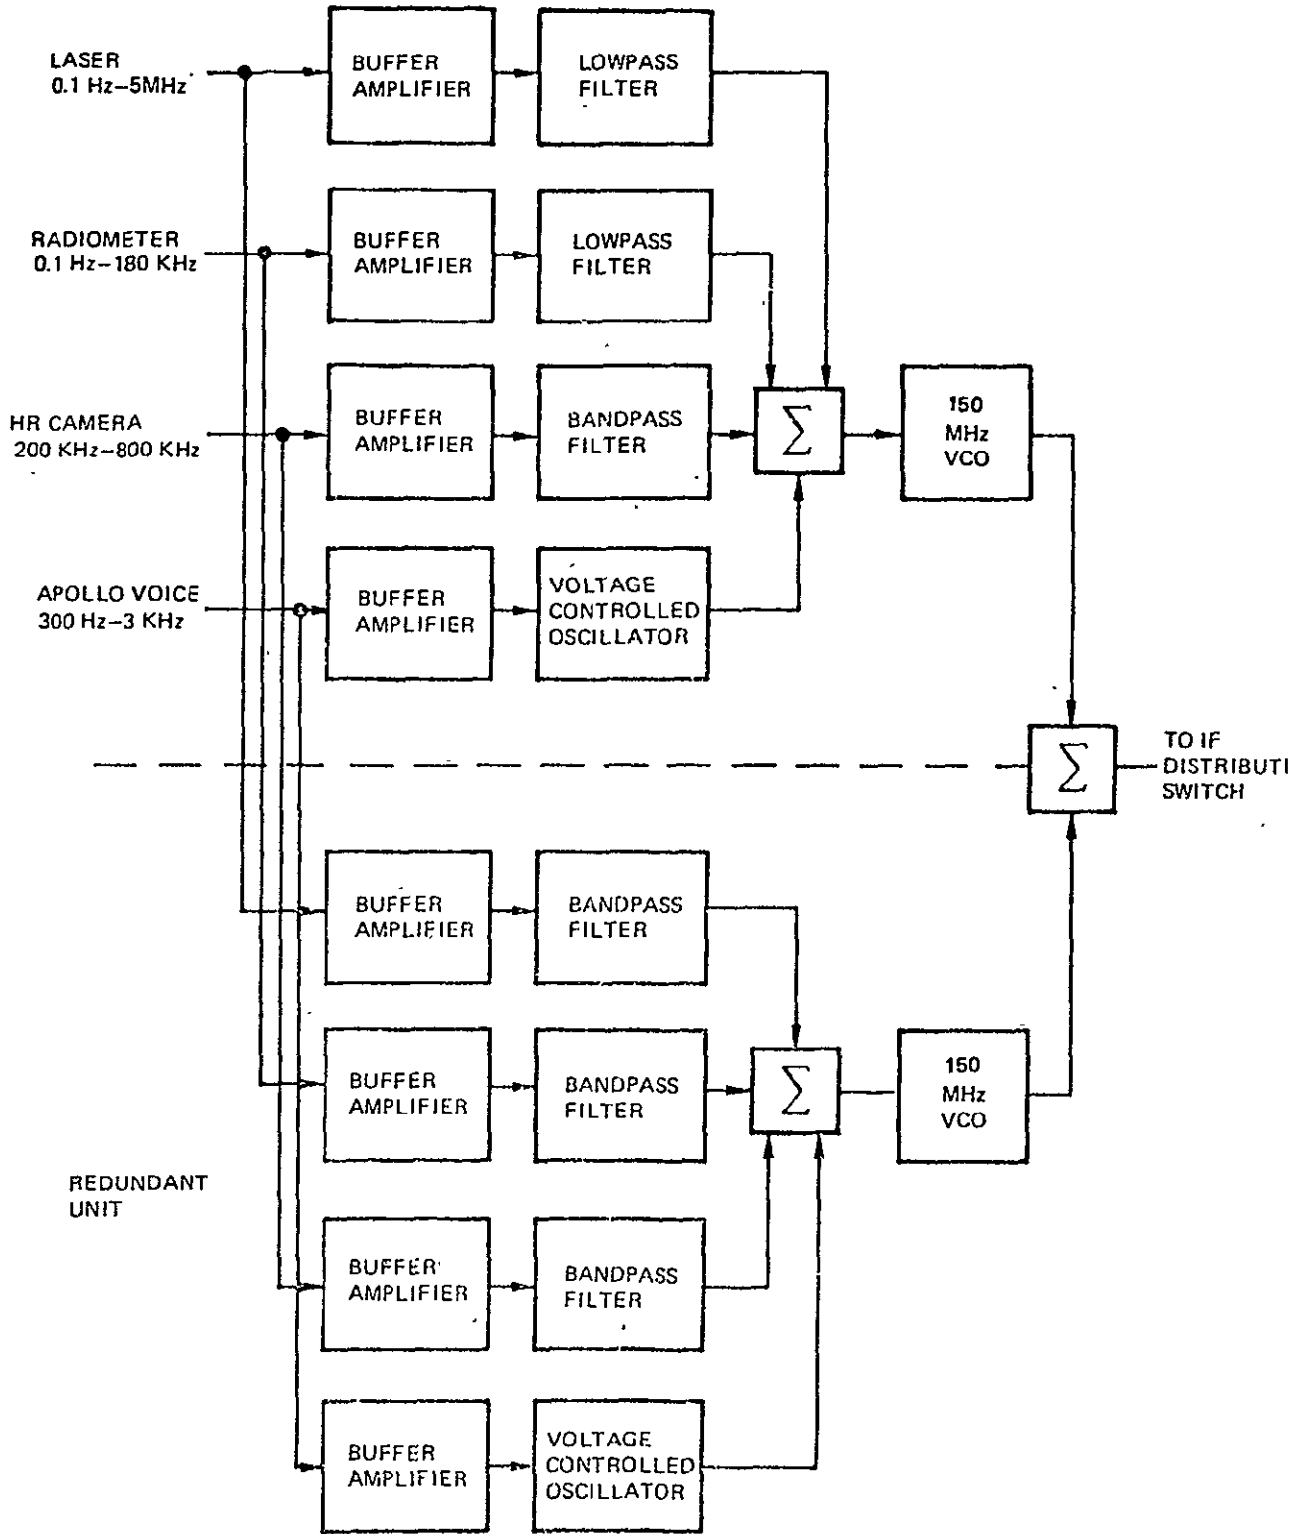 LASER
0.1 Hz–5MHz
BUFFER
AMPLIFIER
LOWPASS
FILTER
RADIOMETER
0.1 Hz–180 KHz
BUFFER
AMPLIFIER
LOWPASS
FILTER
HR CAMERA
200 KHz–800 KHz
BUFFER
AMPLIFIER
BANDPASS
FILTER
Σ
150
MHz
VCO
APOLLO VOICE
300 Hz–3 KHz
BUFFER
AMPLIFIER
VOLTAGE
CONTROLLED
OSCILLATOR
Σ
TO IF
DISTRIBUTI
SWITCH
BUFFER
AMPLIFIER
BANDPASS
FILTER
BUFFER
AMPLIFIER
BANDPASS
FILTER
Σ
150
MHz
VCO
REDUNDANT
UNIT
BUFFER
AMPLIFIER
BANDPASS
FILTER
BUFFER
AMPLIFIER
VOLTAGE
CONTROLLED
OSCILLATOR